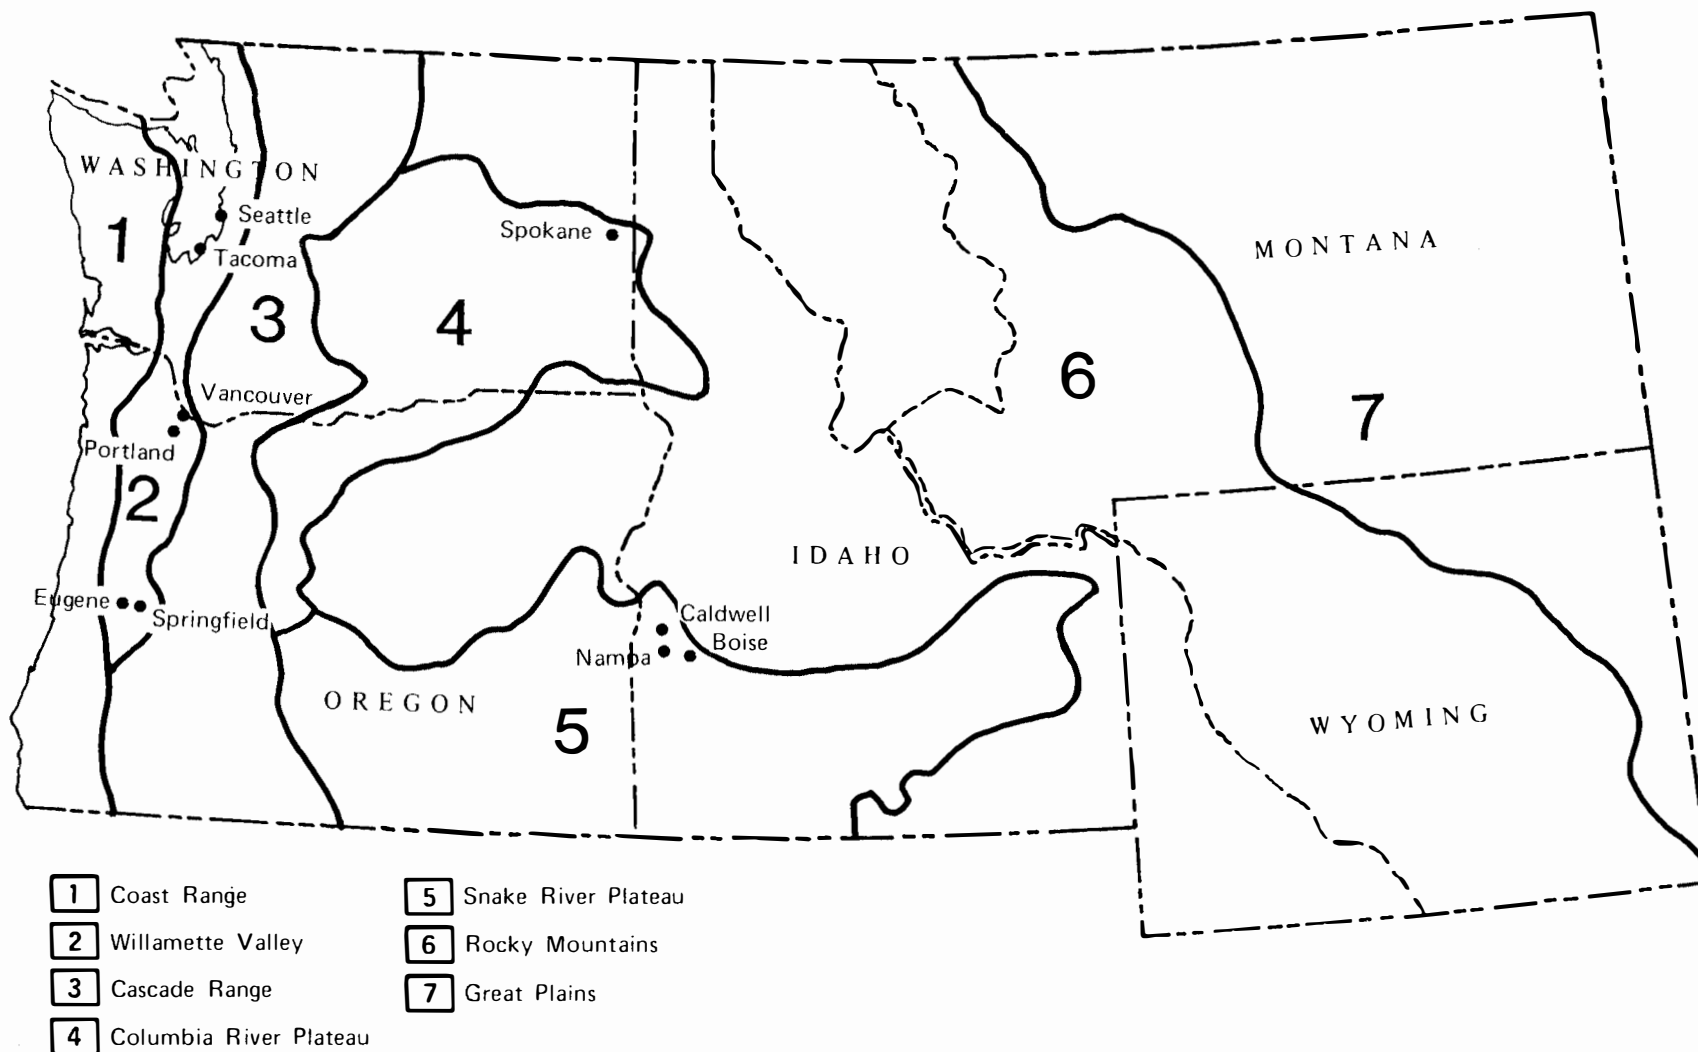 WASHINGTON
1
Seattle
Spokane
Tacoma
MONTANA
3
4
6
Vancouver
7
Portland
2
IDAHO
Eugene
Springfield
Caldwell
Boise
Nampa
OREGON
5
WYOMING
1 Coast Range
2 Willamette Valley
3 Cascade Range
4 Columbia River Plateau
5 Snake River Plateau
6 Rocky Mountains
7 Great Plains